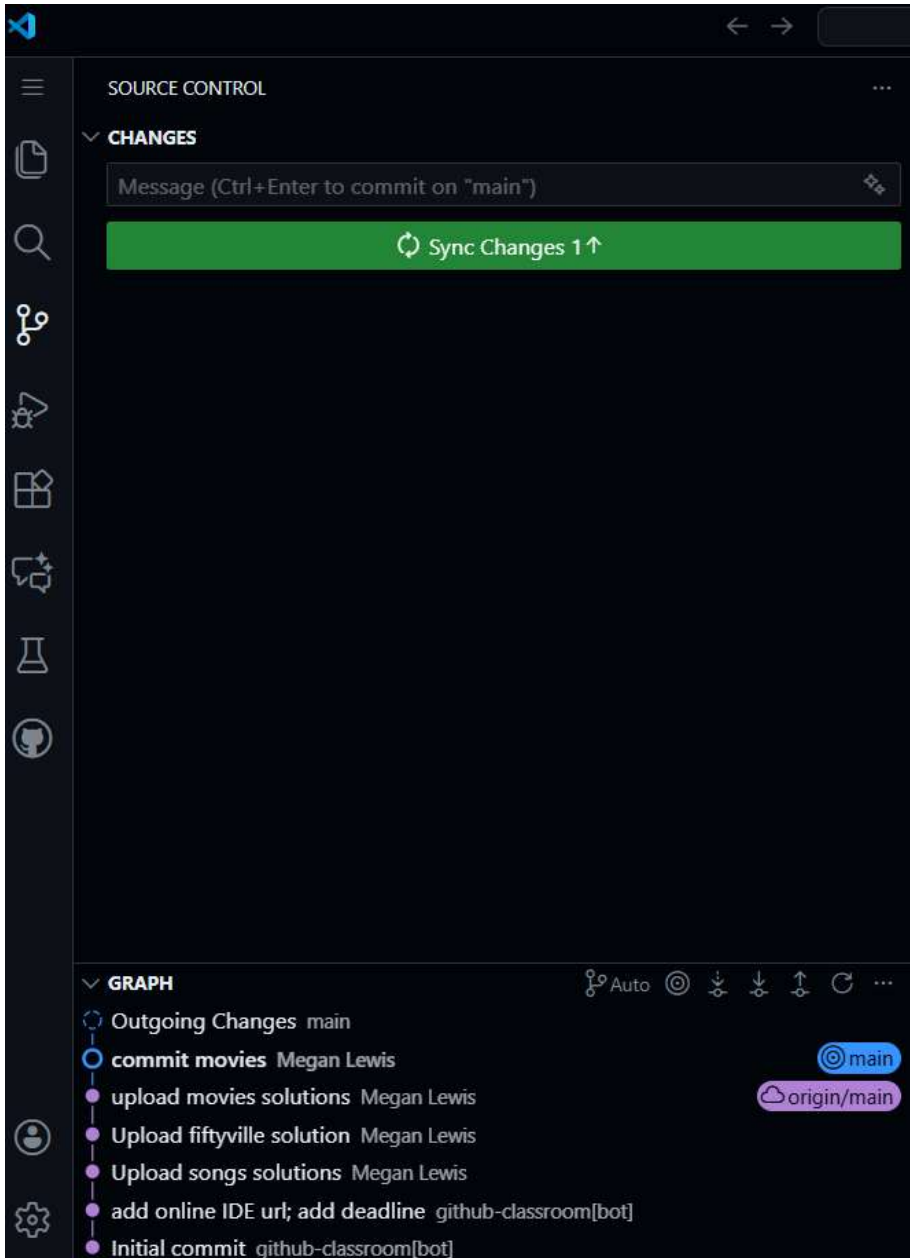 SOURCE CONTROL
CHANGES
Message (Ctrl+Enter to commit on "main")
Sync Changes 1↑
GRAPH
Auto
Outgoing Changes main
commit movies Megan Lewis main
upload movies solutions Megan Lewis origin/main
Upload fiftyville solution Megan Lewis
Upload songs solutions Megan Lewis
add online IDE url; add deadline github-classroom[bot]
Initial commit github-classroom[bot]